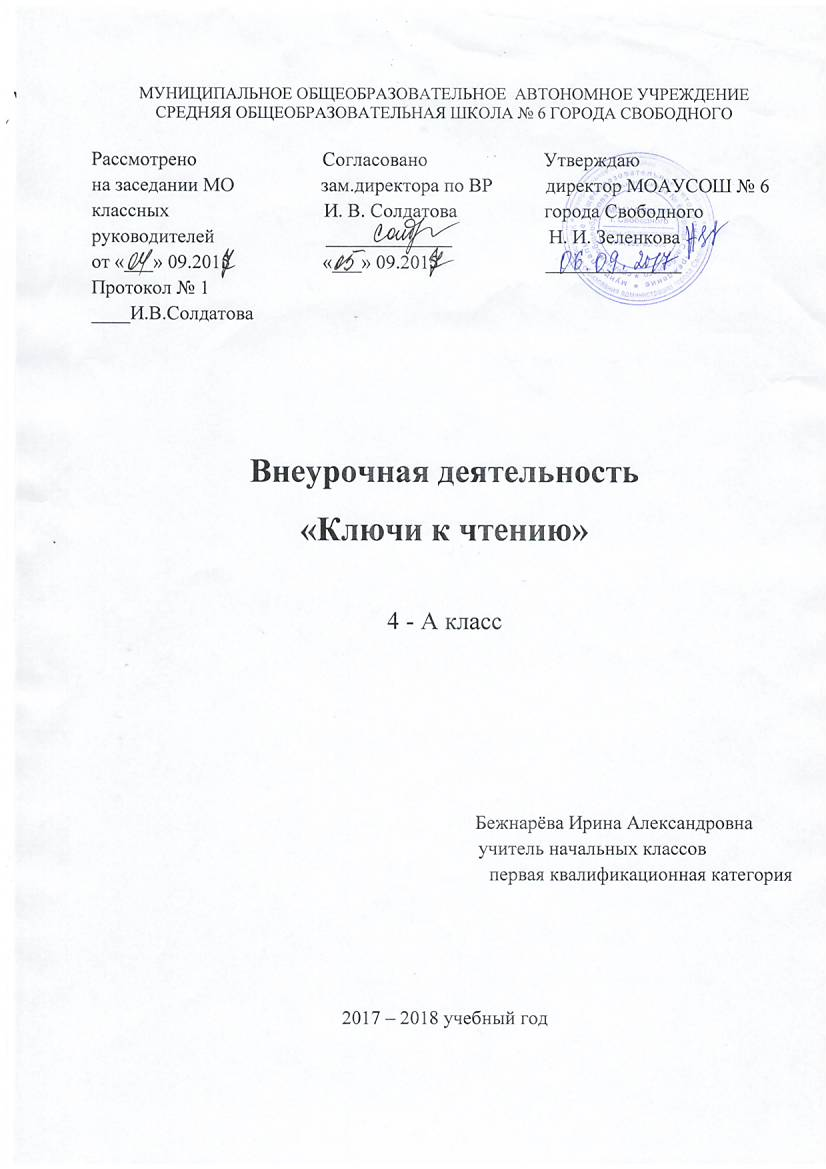 МУНИЦИПАЛЬНОЕ ОБЩЕОБРАЗОВАТЕЛЬНОЕ АВТОНОМНОЕ УЧРЕЖДЕНИЕ
СРЕДНЯЯ ОБЩЕОБРАЗОВАТЕЛЬНАЯ ШКОЛА № 6 ГОРОДА СВОБОДНОГО
Рассмотрено Согласовано Утверждаю
на заседании МО зам.директора по ВР директор МОАУСОШ № 6
классных И. В. Солдатова города Свободного
руководителей Н. И. Зеленкова
от «04» 09.2017 «05» 09.2017 06.09.2017
Протокол № 1
____И.В.Солдатова
Внеурочная деятельность
«Ключи к чтению»
4 - А класс
Бежнарёва Ирина Александровна
учитель начальных классов
первая квалификационная категория
2017 – 2018 учебный год